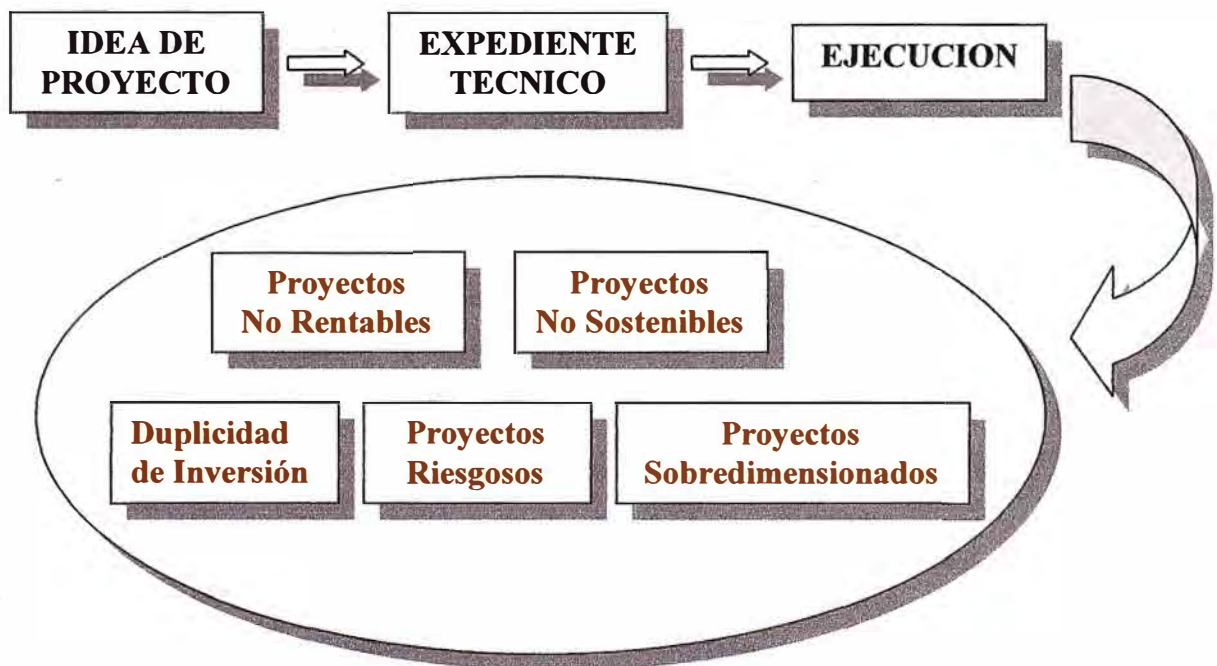 IDEA DE
PROYECTO
EXPEDIENTE
TECNICO
EJECUCION
Proyectos
No Rentables
Proyectos
No Sostenibles
Duplicidad
de Inversión
Proyectos
Riesgosos
Proyectos
Sobredimensionados